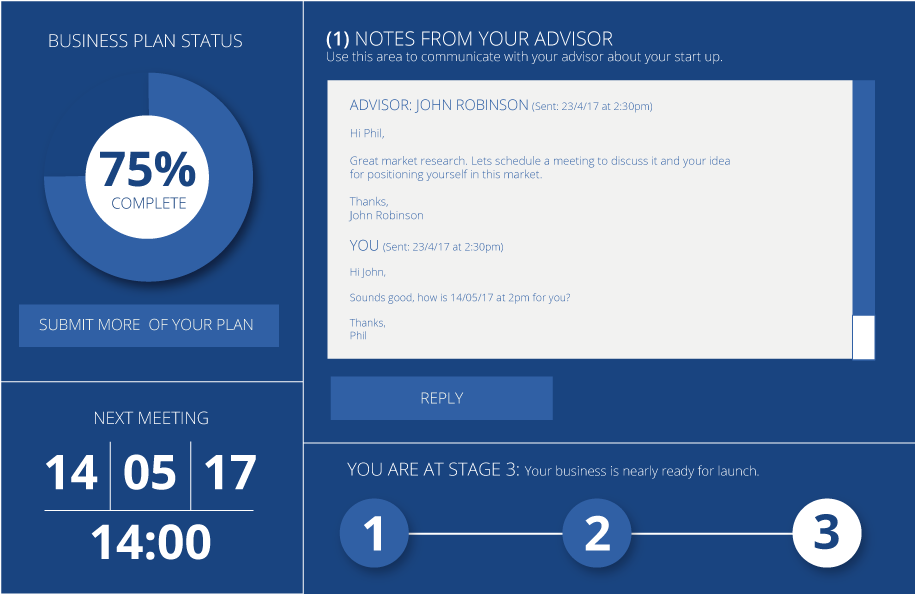 BUSINESS PLAN STATUS
75%
COMPLETE
SUBMIT MORE OF YOUR PLAN
NEXT MEETING
14 05 17
14:00
(1) NOTES FROM YOUR ADVISOR
Use this area to communicate with your advisor about your start up.
ADVISOR: JOHN ROBINSON (Sent: 23/4/17 at 2:30pm)
Hi Phil,
Great market research. Lets schedule a meeting to discuss it and your idea
for positioning yourself in this market.
Thanks,
John Robinson
YOU (Sent: 23/4/17 at 2:30pm)
Hi John,
Sounds good, how is 14/05/17 at 2pm for you?
Thanks,
Phil
REPLY
YOU ARE AT STAGE 3: Your business is nearly ready for launch.
1 2 3